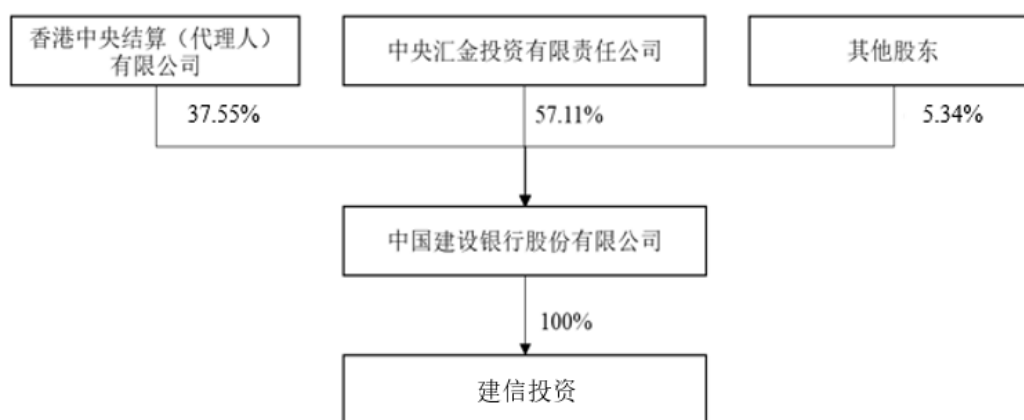 香港中央结算（代理人）
有限公司
中央汇金投资有限责任公司
其他股东
37.55%
57.11%
5.34%
中国建设银行股份有限公司
100%
建信投资